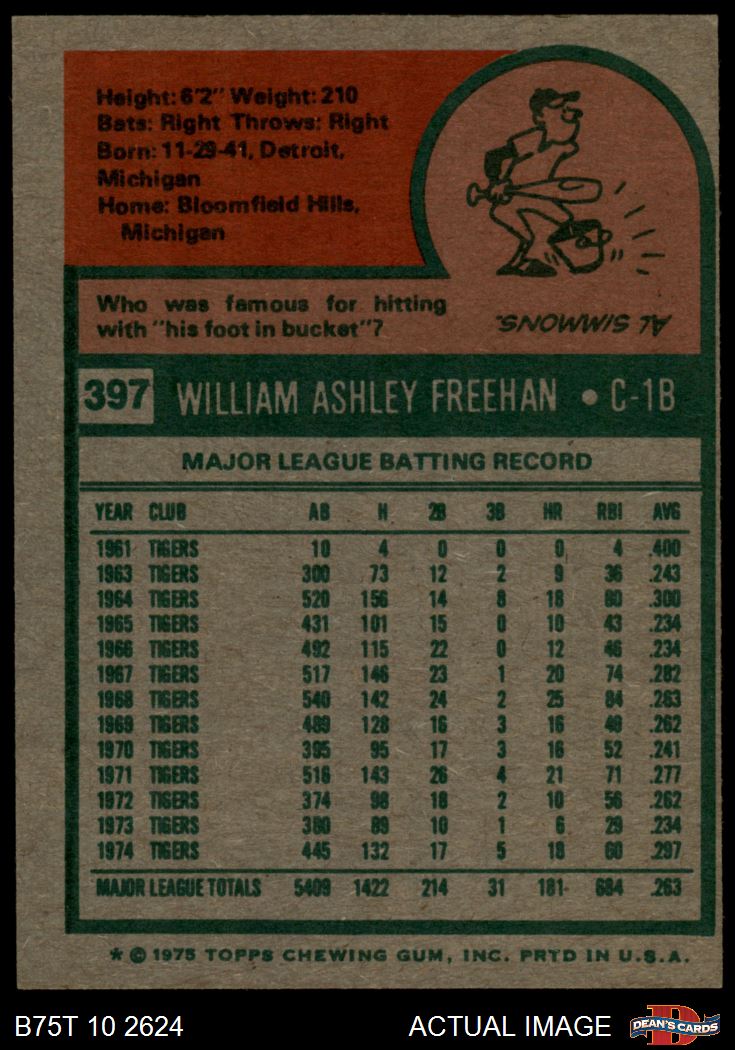 Height: 6'2" Weight: 210
Bats: Right Throws: Right
Born: 11-29-41, Detroit,
Michigan
Home: Bloomfield Hills,
Michigan
Who was famous for hitting
with "his foot in bucket"?
AL SIMMONS.
397 WILLIAM ASHLEY FREEHAN • C-1B
MAJOR LEAGUE BATTING RECORD
YEAR CLUB AB H 2B 3B HR RBI AVG
1961 TIGERS 10 4 0 0 0 4 .400
1963 TIGERS 300 73 12 2 9 36 .243
1964 TIGERS 520 156 14 8 18 80 .300
1965 TIGERS 431 101 15 0 10 43 .234
1966 TIGERS 492 115 22 0 12 46 .234
1967 TIGERS 517 146 23 1 20 74 .282
1968 TIGERS 540 142 24 2 25 84 .263
1969 TIGERS 489 128 16 3 16 49 .262
1970 TIGERS 395 95 17 3 16 52 .241
1971 TIGERS 516 143 26 4 21 71 .277
1972 TIGERS 374 98 18 2 10 56 .262
1973 TIGERS 380 89 10 1 6 29 .234
1974 TIGERS 445 132 17 5 18 60 .297
MAJOR LEAGUE TOTALS 5409 1422 214 31 181 684 .263
* © 1975 TOPPS CHEWING GUM, INC. PRTD IN U.S.A.
B75T 10 2624 ACTUAL IMAGE D DEAN'S CARDS